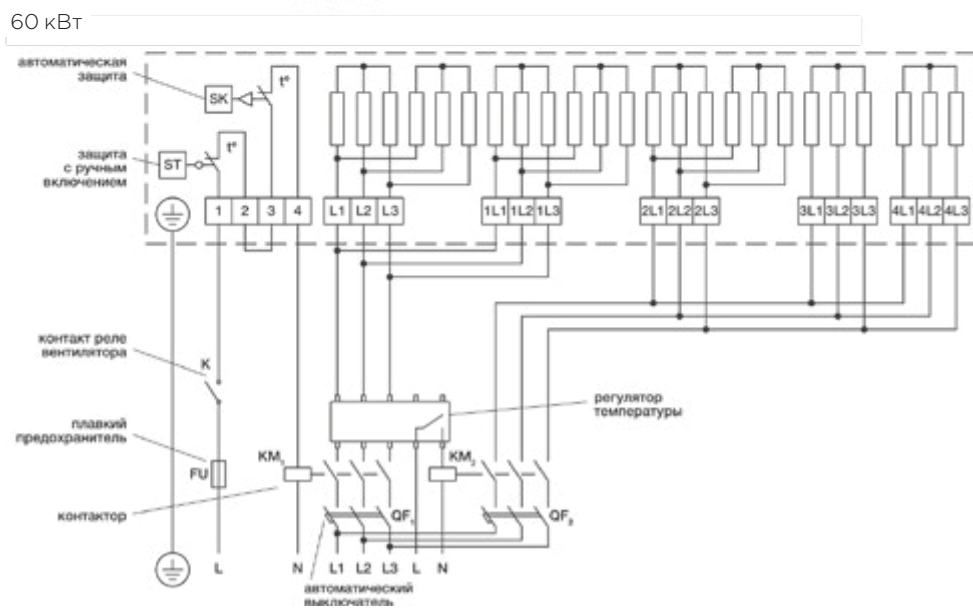 60 кВт
автоматическая
защита
SK
t°
защита
с ручным
включением
ST
t°
1 2 3 4
L1 L2 L3
1L1 1L2 1L3
2L1 2L2 2L3
3L1 3L2 3L3
4L1 4L2 4L3
контакт реле
вентилятора
K
плавкий
предохранитель
FU
контактор
KM₁
регулятор
температуры
KM₂
QF₁
QF₂
L N L1 L2 L3 L N
автоматический
выключатель